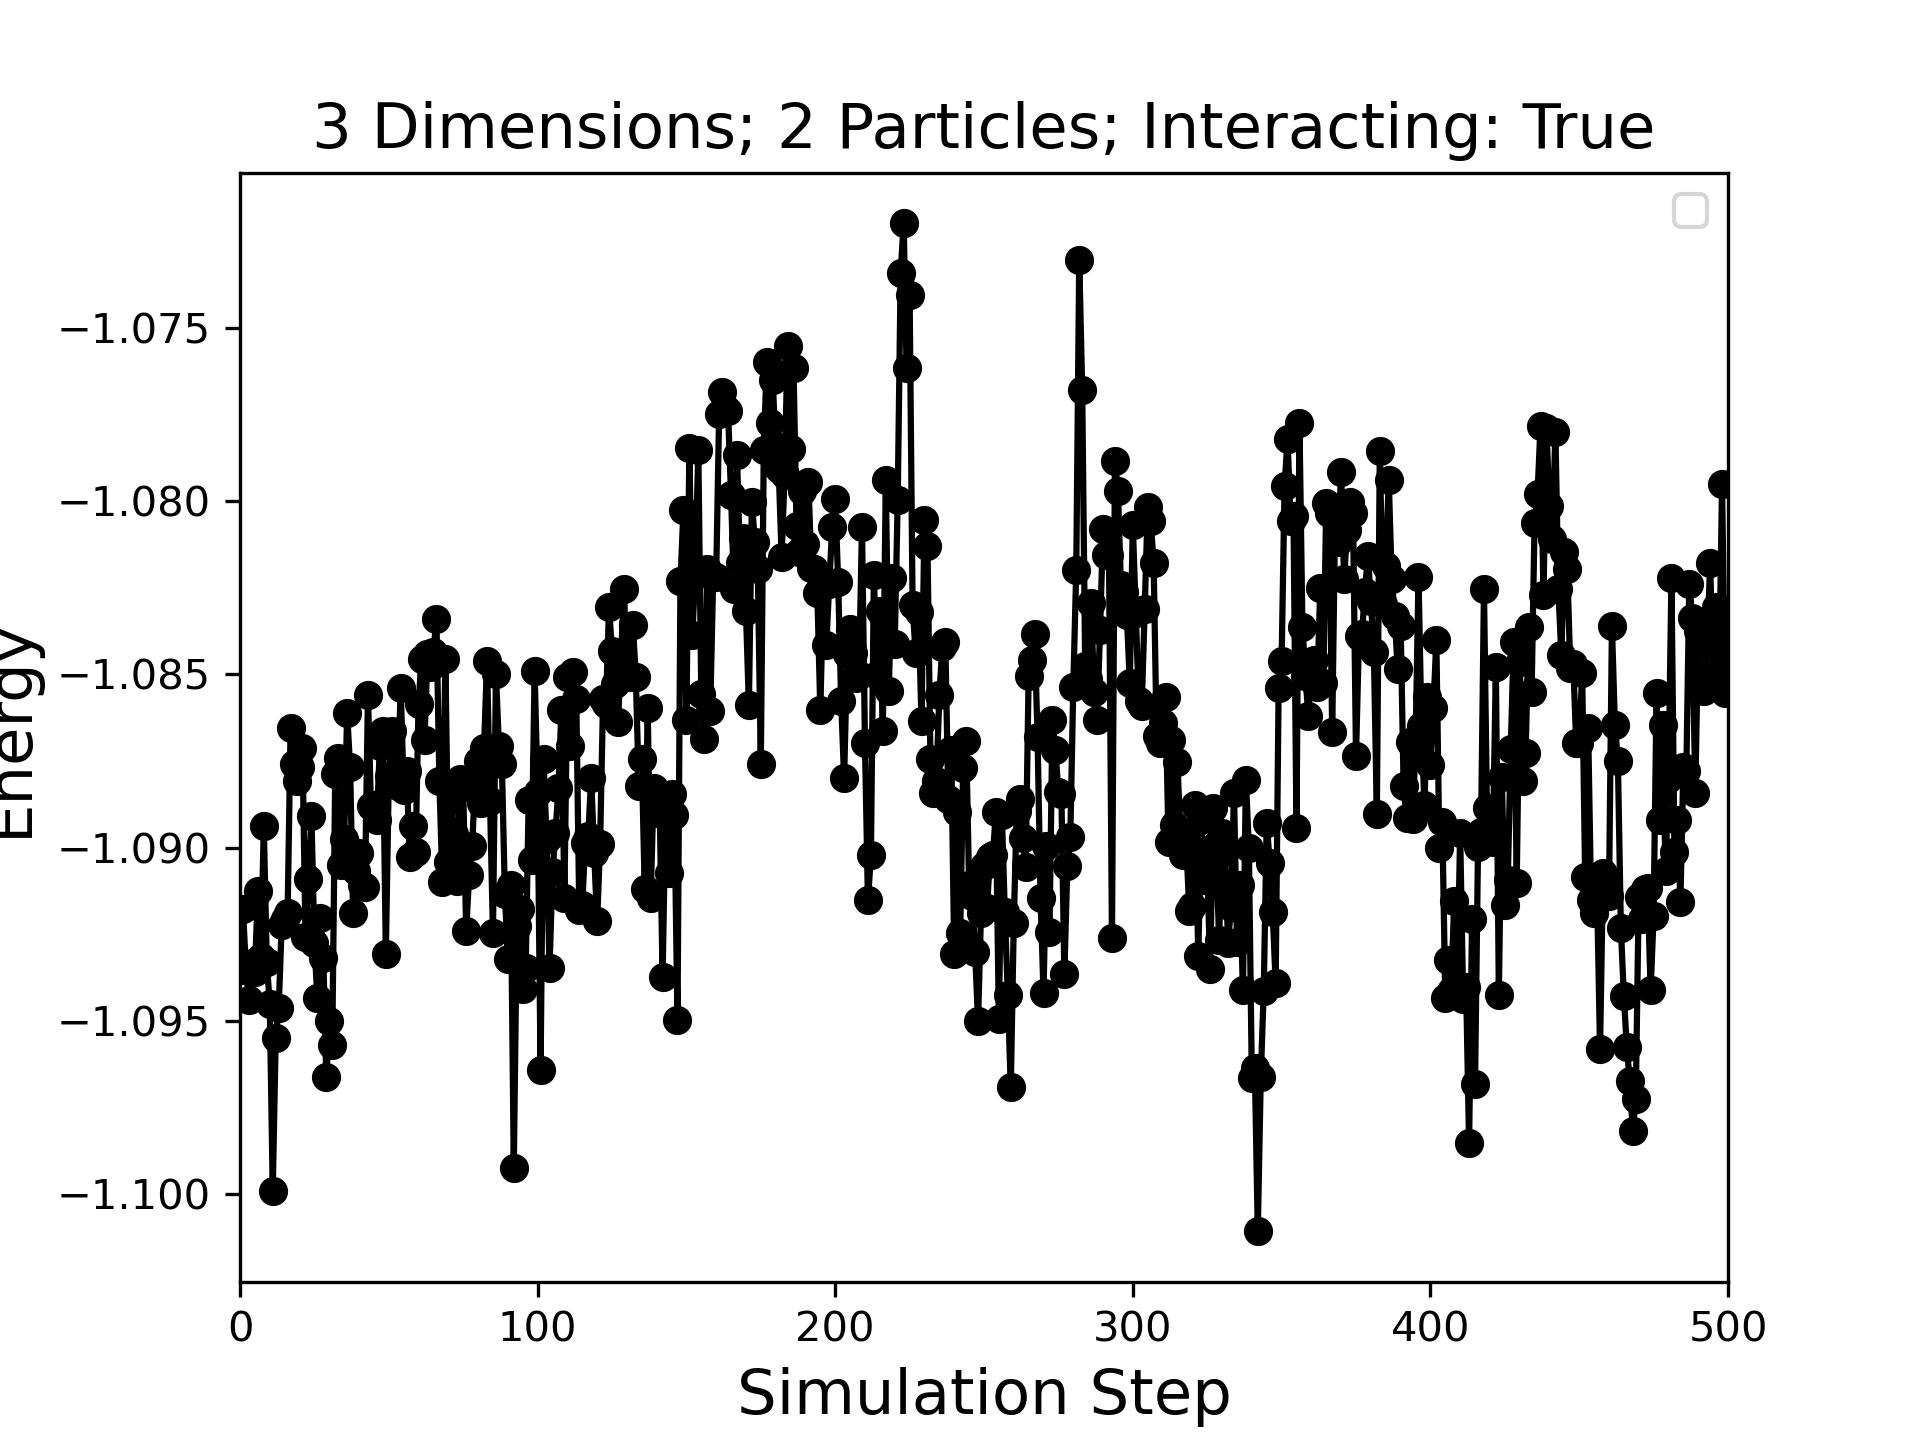 3 Dimensions; 2 Particles; Interacting: True
Energy
−1.075
−1.080
−1.085
−1.090
−1.095
−1.100
0 100 200 300 400 500
Simulation Step